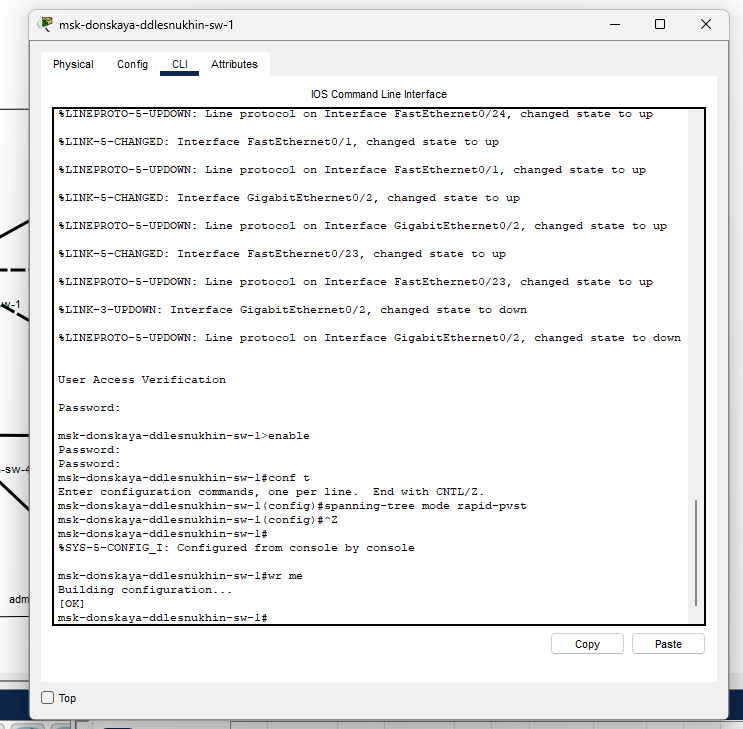 msk-donskaya-ddlesnukhin-sw-1
Physical Config CLI Attributes
IOS Command Line Interface
%LINEPROTO-5-UPDOWN: Line protocol on Interface FastEthernet0/24, changed state to up
%LINK-5-CHANGED: Interface FastEthernet0/1, changed state to up
%LINEPROTO-5-UPDOWN: Line protocol on Interface FastEthernet0/1, changed state to up
%LINK-5-CHANGED: Interface GigabitEthernet0/2, changed state to up
%LINEPROTO-5-UPDOWN: Line protocol on Interface GigabitEthernet0/2, changed state to up
%LINK-5-CHANGED: Interface FastEthernet0/23, changed state to up
%LINEPROTO-5-UPDOWN: Line protocol on Interface FastEthernet0/23, changed state to up
%LINK-3-UPDOWN: Interface GigabitEthernet0/2, changed state to down
%LINEPROTO-5-UPDOWN: Line protocol on Interface GigabitEthernet0/2, changed state to down
User Access Verification
Password:
msk-donskaya-ddlesnukhin-sw-1>enable
Password:
Password:
msk-donskaya-ddlesnukhin-sw-1#conf t
Enter configuration commands, one per line. End with CNTL/Z.
msk-donskaya-ddlesnukhin-sw-1(config)#spanning-tree mode rapid-pvst
msk-donskaya-ddlesnukhin-sw-1(config)#^Z
msk-donskaya-ddlesnukhin-sw-1#
%SYS-5-CONFIG_I: Configured from console by console
msk-donskaya-ddlesnukhin-sw-1#wr me
Building configuration...
[OK]
msk-donskaya-ddlesnukhin-sw-1#
Copy Paste
Top
w-1
-sw-4
adm